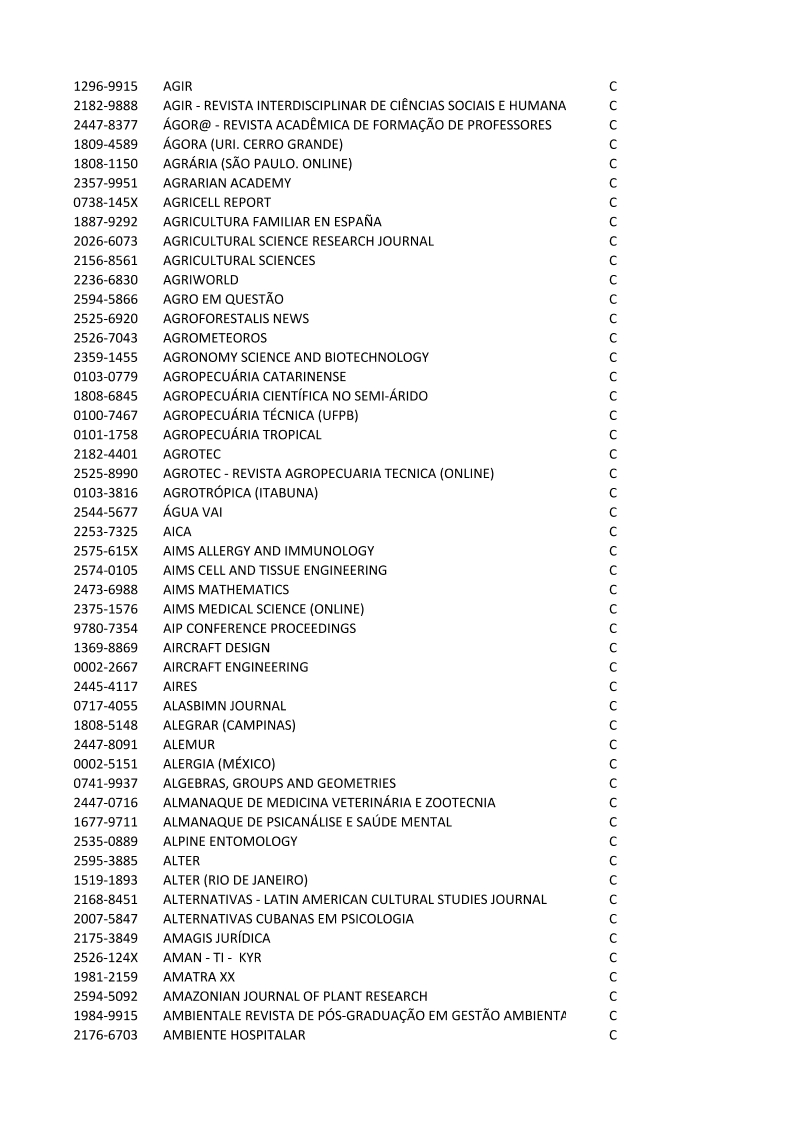 1296-9915 AGIR C
2182-9888 AGIR - REVISTA INTERDISCIPLINAR DE CIÊNCIAS SOCIAIS E HUMANA C
2447-8377 ÁGOR@ - REVISTA ACADÊMICA DE FORMAÇÃO DE PROFESSORES C
1809-4589 ÁGORA (URI. CERRO GRANDE) C
1808-1150 AGRÁRIA (SÃO PAULO. ONLINE) C
2357-9951 AGRARIAN ACADEMY C
0738-145X AGRICELL REPORT C
1887-9292 AGRICULTURA FAMILIAR EN ESPAÑA C
2026-6073 AGRICULTURAL SCIENCE RESEARCH JOURNAL C
2156-8561 AGRICULTURAL SCIENCES C
2236-6830 AGRIWORLD C
2594-5866 AGRO EM QUESTÃO C
2525-6920 AGROFORESTALIS NEWS C
2526-7043 AGROMETEOROS C
2359-1455 AGRONOMY SCIENCE AND BIOTECHNOLOGY C
0103-0779 AGROPECUÁRIA CATARINENSE C
1808-6845 AGROPECUÁRIA CIENTÍFICA NO SEMI-ÁRIDO C
0100-7467 AGROPECUÁRIA TÉCNICA (UFPB) C
0101-1758 AGROPECUÁRIA TROPICAL C
2182-4401 AGROTEC C
2525-8990 AGROTEC - REVISTA AGROPECUARIA TECNICA (ONLINE) C
0103-3816 AGROTRÓPICA (ITABUNA) C
2544-5677 ÁGUA VAI C
2253-7325 AICA C
2575-615X AIMS ALLERGY AND IMMUNOLOGY C
2574-0105 AIMS CELL AND TISSUE ENGINEERING C
2473-6988 AIMS MATHEMATICS C
2375-1576 AIMS MEDICAL SCIENCE (ONLINE) C
9780-7354 AIP CONFERENCE PROCEEDINGS C
1369-8869 AIRCRAFT DESIGN C
0002-2667 AIRCRAFT ENGINEERING C
2445-4117 AIRES C
0717-4055 ALASBIMN JOURNAL C
1808-5148 ALEGRAR (CAMPINAS) C
2447-8091 ALEMUR C
0002-5151 ALERGIA (MÉXICO) C
0741-9937 ALGEBRAS, GROUPS AND GEOMETRIES C
2447-0716 ALMANAQUE DE MEDICINA VETERINÁRIA E ZOOTECNIA C
1677-9711 ALMANAQUE DE PSICANÁLISE E SAÚDE MENTAL C
2535-0889 ALPINE ENTOMOLOGY C
2595-3885 ALTER C
1519-1893 ALTER (RIO DE JANEIRO) C
2168-8451 ALTERNATIVAS - LATIN AMERICAN CULTURAL STUDIES JOURNAL C
2007-5847 ALTERNATIVAS CUBANAS EM PSICOLOGIA C
2175-3849 AMAGIS JURÍDICA C
2526-124X AMAN - TI - KYR C
1981-2159 AMATRA XX C
2594-5092 AMAZONIAN JOURNAL OF PLANT RESEARCH C
1984-9915 AMBIENTALE REVISTA DE PÓS-GRADUAÇÃO EM GESTÃO AMBIENTA C
2176-6703 AMBIENTE HOSPITALAR C